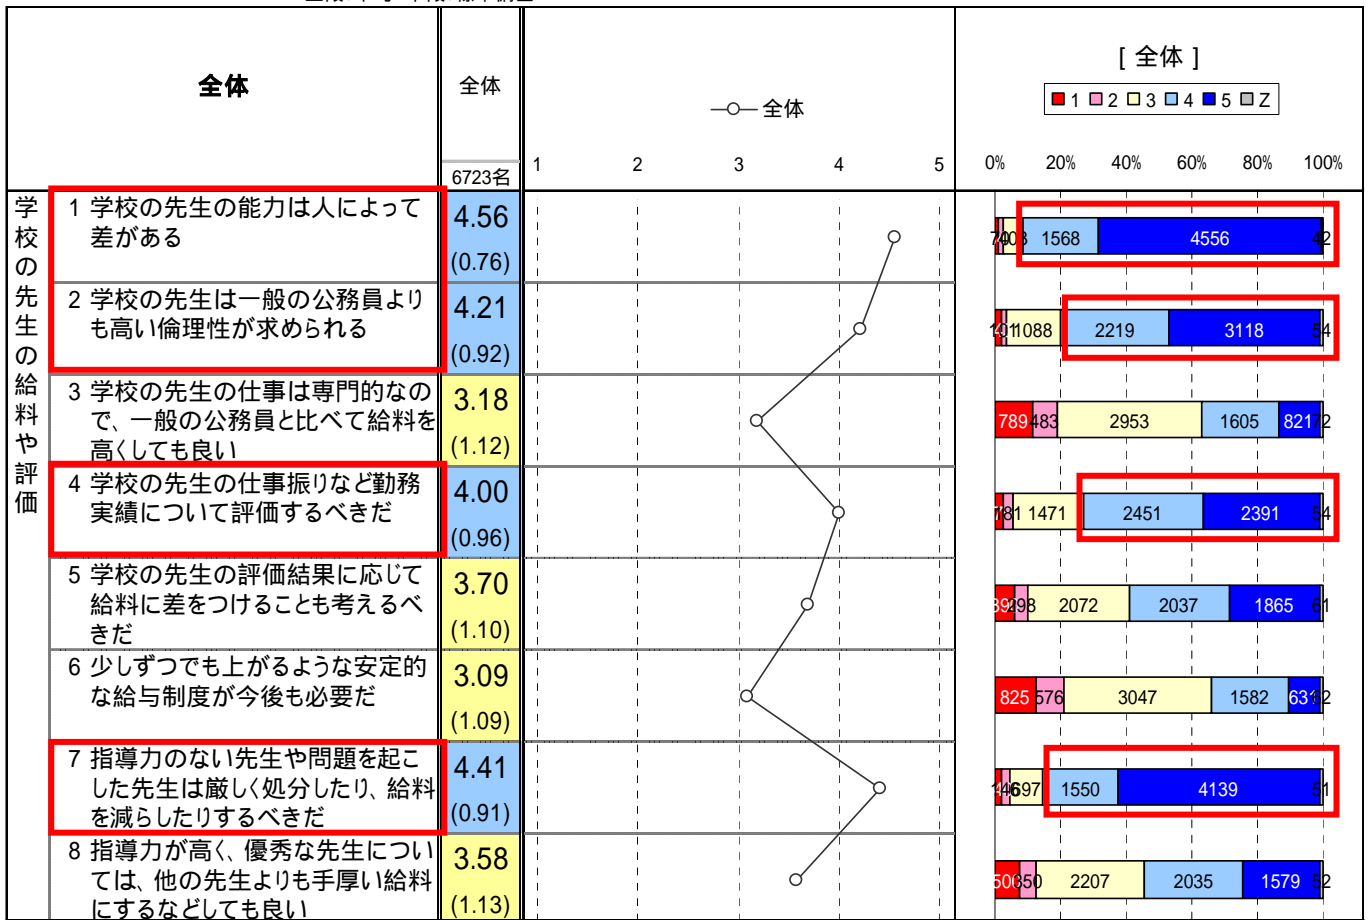 全体
全体
6723名
全体
1 2 3 4 5
[ 全体 ]
1 2 3 4 5 Z
0% 20% 40% 60% 80% 100%
学校の先生の給料や評価
1 学校の先生の能力は人によって
差がある
4.56
(0.76)
1568 4556 42
2 学校の先生は一般の公務員より
も高い倫理性が求められる
4.21
(0.92)
1088 2219 3118 54
3 学校の先生の仕事は専門的なの
で、一般の公務員と比べて給料を
高くしても良い
3.18
(1.12)
789 483 2953 1605 821 72
4 学校の先生の仕事振りなど勤務
実績について評価するべきだ
4.00
(0.96)
1471 2451 2391 54
5 学校の先生の評価結果に応じて
給料に差をつけることも考えるべ
きだ
3.70
(1.10)
298 2072 2037 1865 61
6 少しずつでも上がるような安定的
な給与制度が今後も必要だ
3.09
(1.09)
825 576 3047 1582 631 62
7 指導力のない先生や問題を起こ
した先生は厳しく処分したり、給料
を減らしたりするべきだ
4.41
(0.91)
697 1550 4139 51
8 指導力が高く、優秀な先生につい
ては、他の先生よりも手厚い給料
にするなどしても良い
3.58
(1.13)
350 2207 2035 1579 52